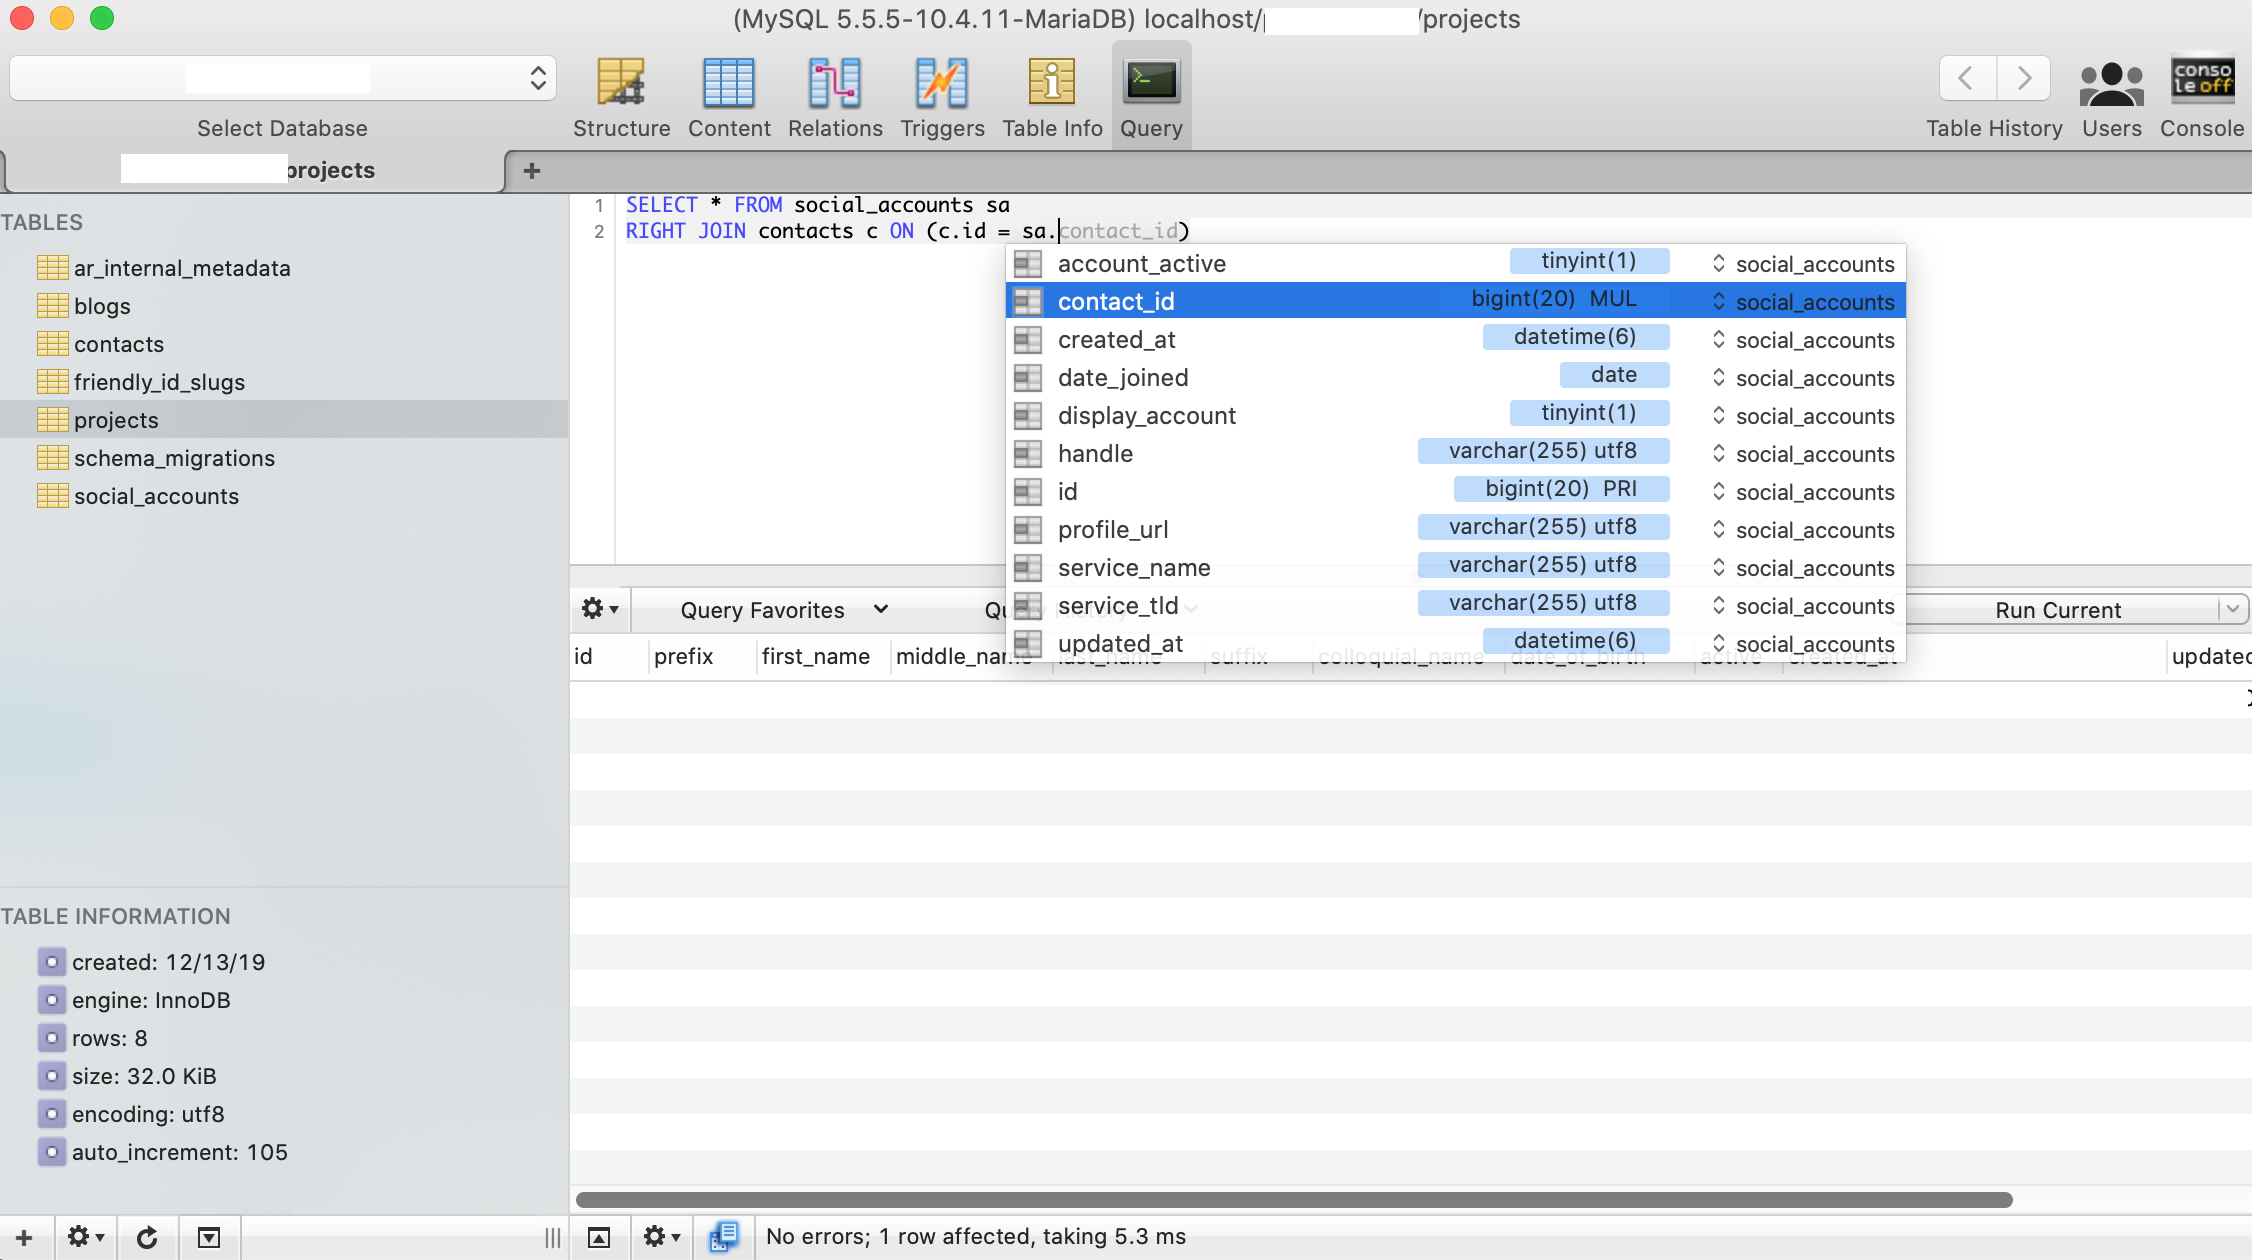 (MySQL 5.5.5-10.4.11-MariaDB) localhost/ /projects
Select Database
Structure
Content
Relations
Triggers
Table Info
Query
Table History
Users
conso
le off
Console
projects
TABLES
ar_internal_metadata
blogs
contacts
friendly_id_slugs
projects
schema_migrations
social_accounts
1 SELECT * FROM social_accounts sa
2 RIGHT JOIN contacts c ON (c.id = sa.contact_id)
account_active tinyint(1) social_accounts
contact_id bigint(20) MUL social_accounts
created_at datetime(6) social_accounts
date_joined date social_accounts
display_account tinyint(1) social_accounts
handle varchar(255) utf8 social_accounts
id bigint(20) PRI social_accounts
profile_url varchar(255) utf8 social_accounts
service_name varchar(255) utf8 social_accounts
service_tld varchar(255) utf8 social_accounts
updated_at datetime(6) social_accounts
Query Favorites
Run Current
id prefix first_name middle_name last_name suffix colloquial_name date_of_birth active created_at updated
TABLE INFORMATION
created: 12/13/19
engine: InnoDB
rows: 8
size: 32.0 KiB
encoding: utf8
auto_increment: 105
No errors; 1 row affected, taking 5.3 ms